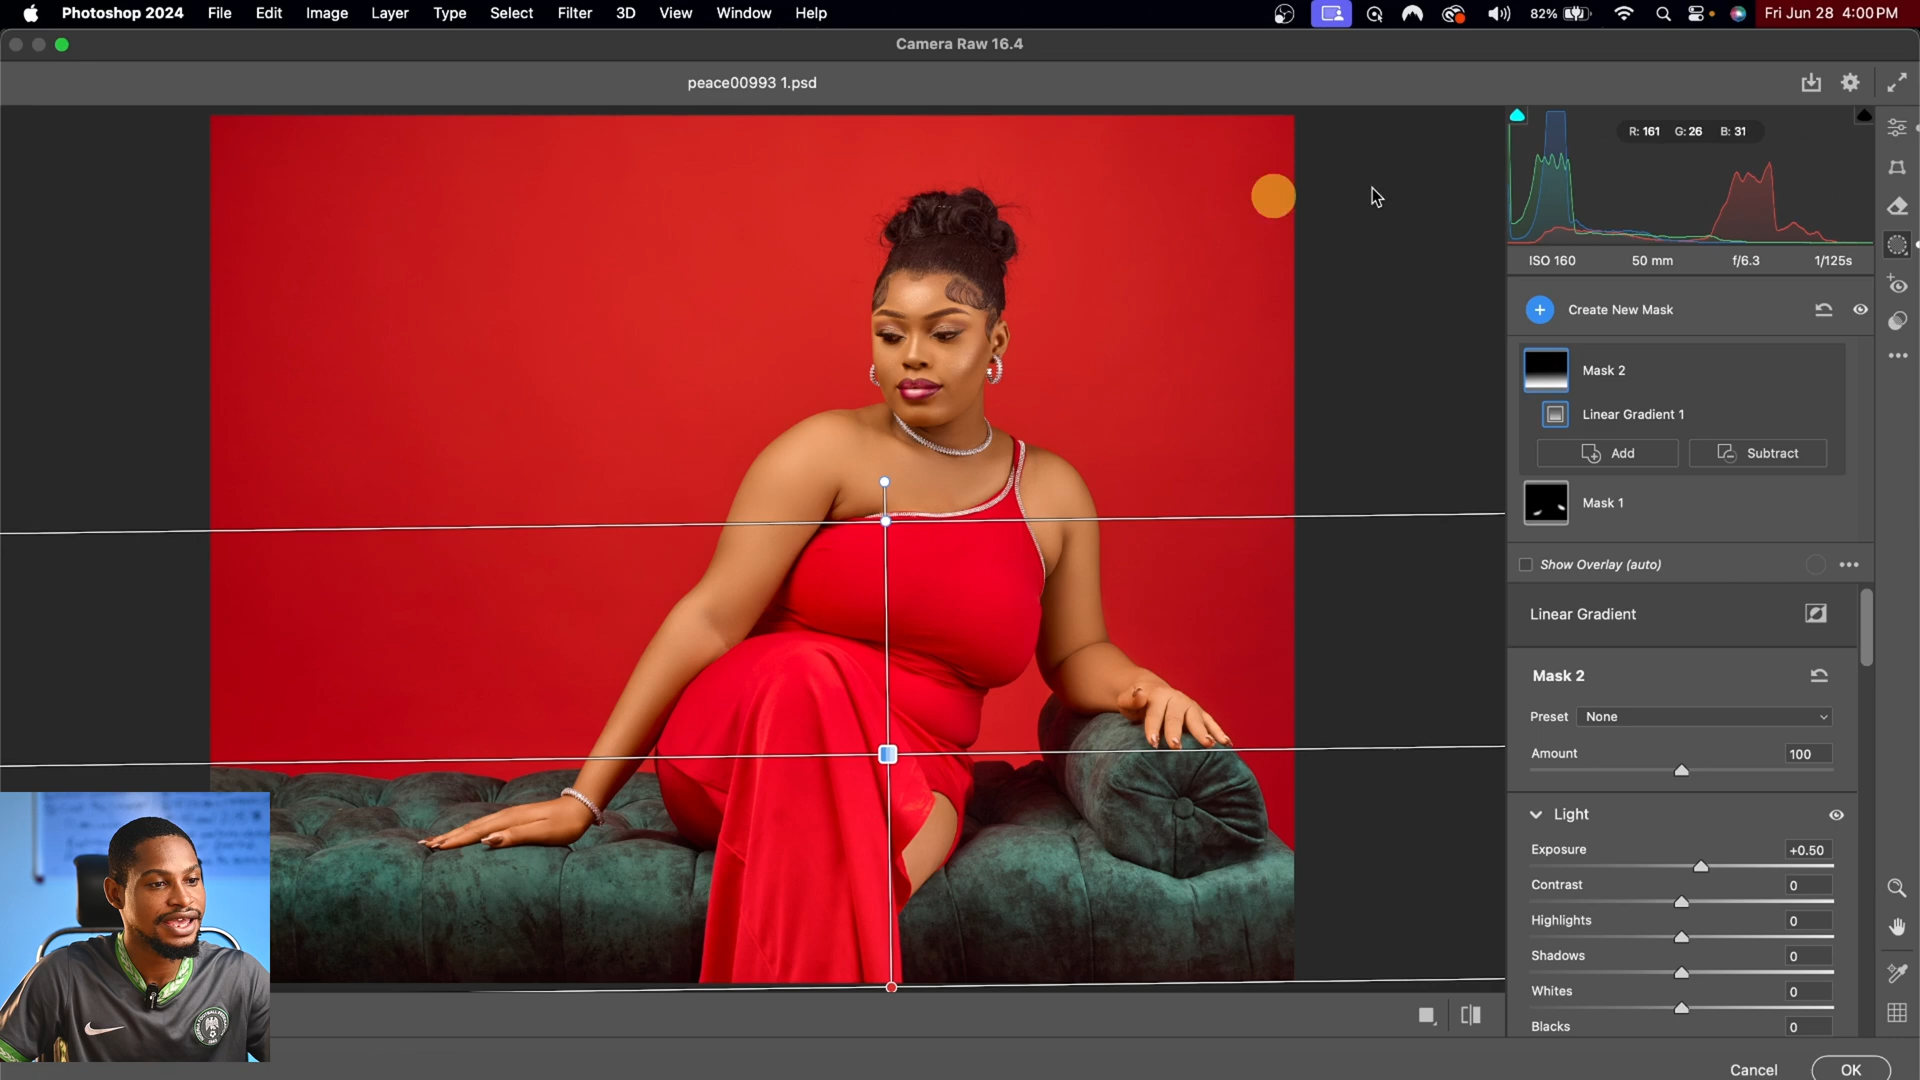 Photoshop 2024 File Edit Image Layer Type Select Filter 3D View Window Help 82% Fri Jun 28 4:00 PM
Camera Raw 16.4
peace00993 1.psd
R: 161 G: 26 B: 31
ISO 160 50 mm f/6.3 1/125s
Create New Mask
Mask 2
Linear Gradient 1
Add Subtract
Mask 1
Show Overlay (auto)
Linear Gradient
Mask 2
Preset None
Amount 100
Light
Exposure +0.50
Contrast 0
Highlights 0
Shadows 0
Whites 0
Blacks 0
Cancel OK